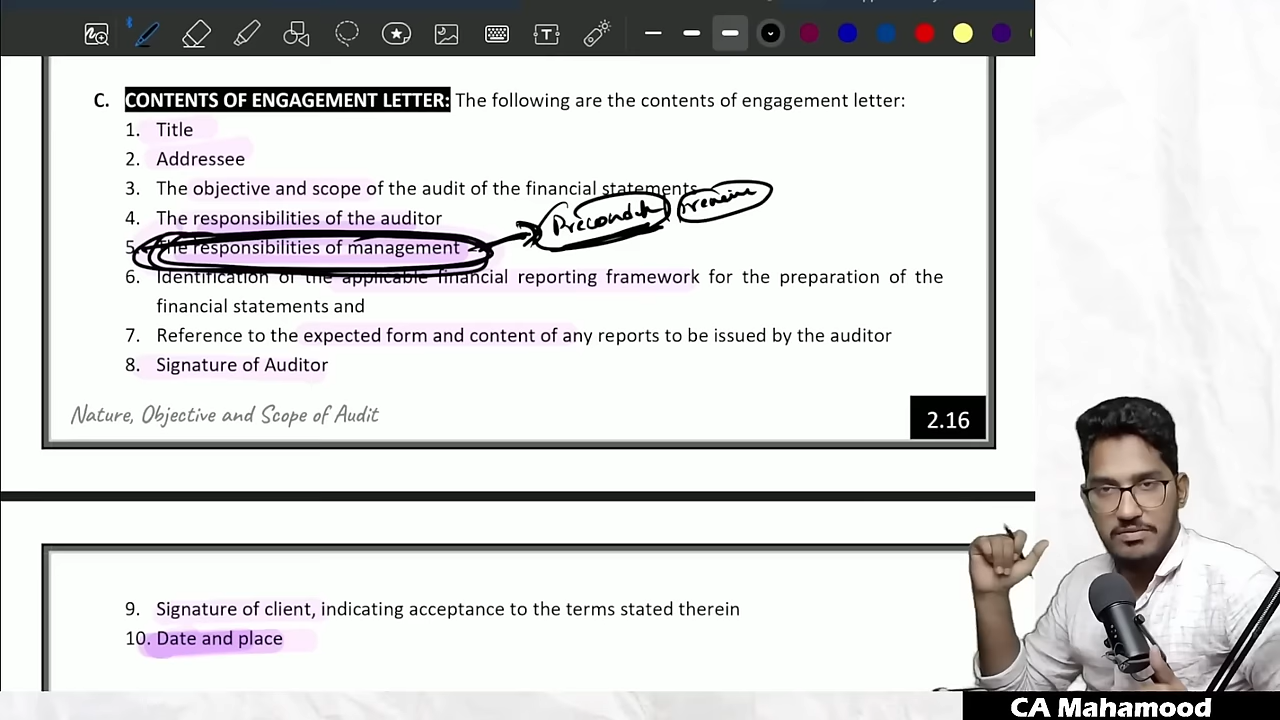 C. CONTENTS OF ENGAGEMENT LETTER: The following are the contents of engagement letter:
1. Title
2. Addressee
3. The objective and scope of the audit of the financial statements
4. The responsibilities of the auditor
5. The responsibilities of management
6. Identification of the applicable financial reporting framework for the preparation of the
financial statements and
7. Reference to the expected form and content of any reports to be issued by the auditor
8. Signature of Auditor
Nature, Objective and Scope of Audit
2.16
9. Signature of client, indicating acceptance to the terms stated therein
10. Date and place
CA Mahamood